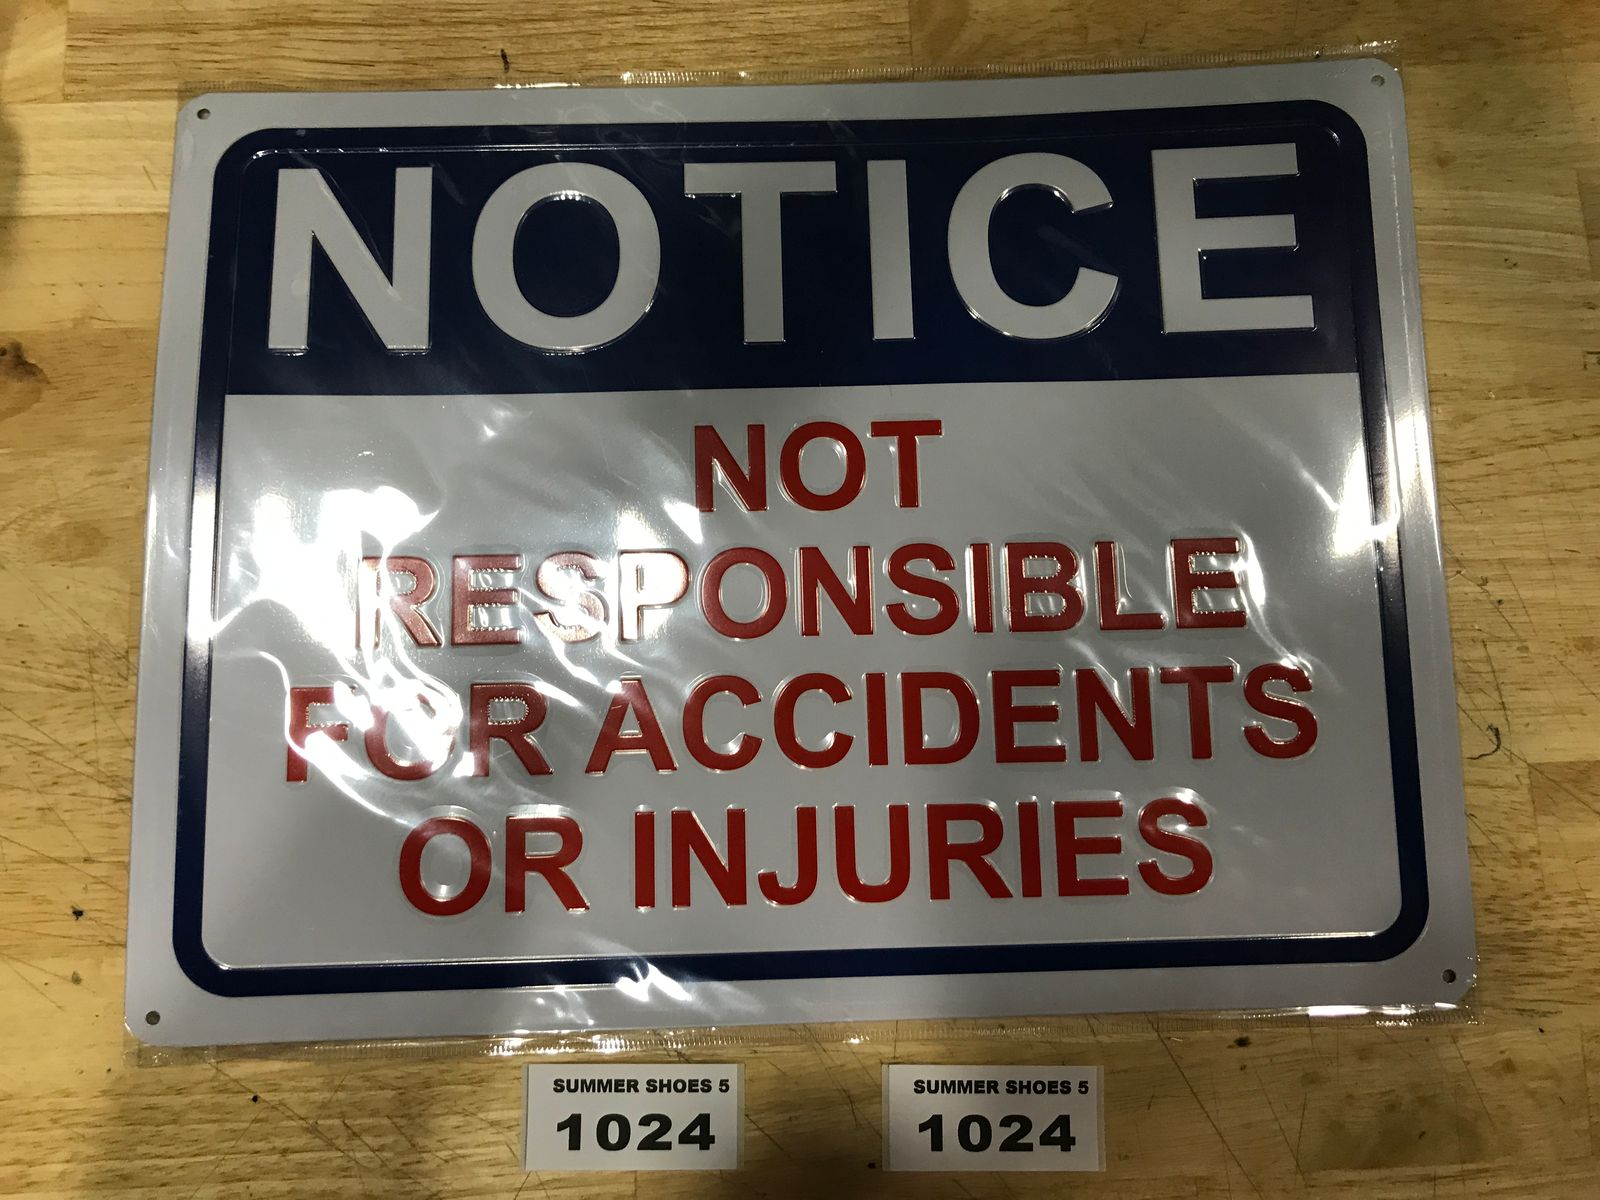 NOTICE
NOT
RESPONSIBLE
FOR ACCIDENTS
OR INJURIES
SUMMER SHOES 5
1024
SUMMER SHOES 5
1024